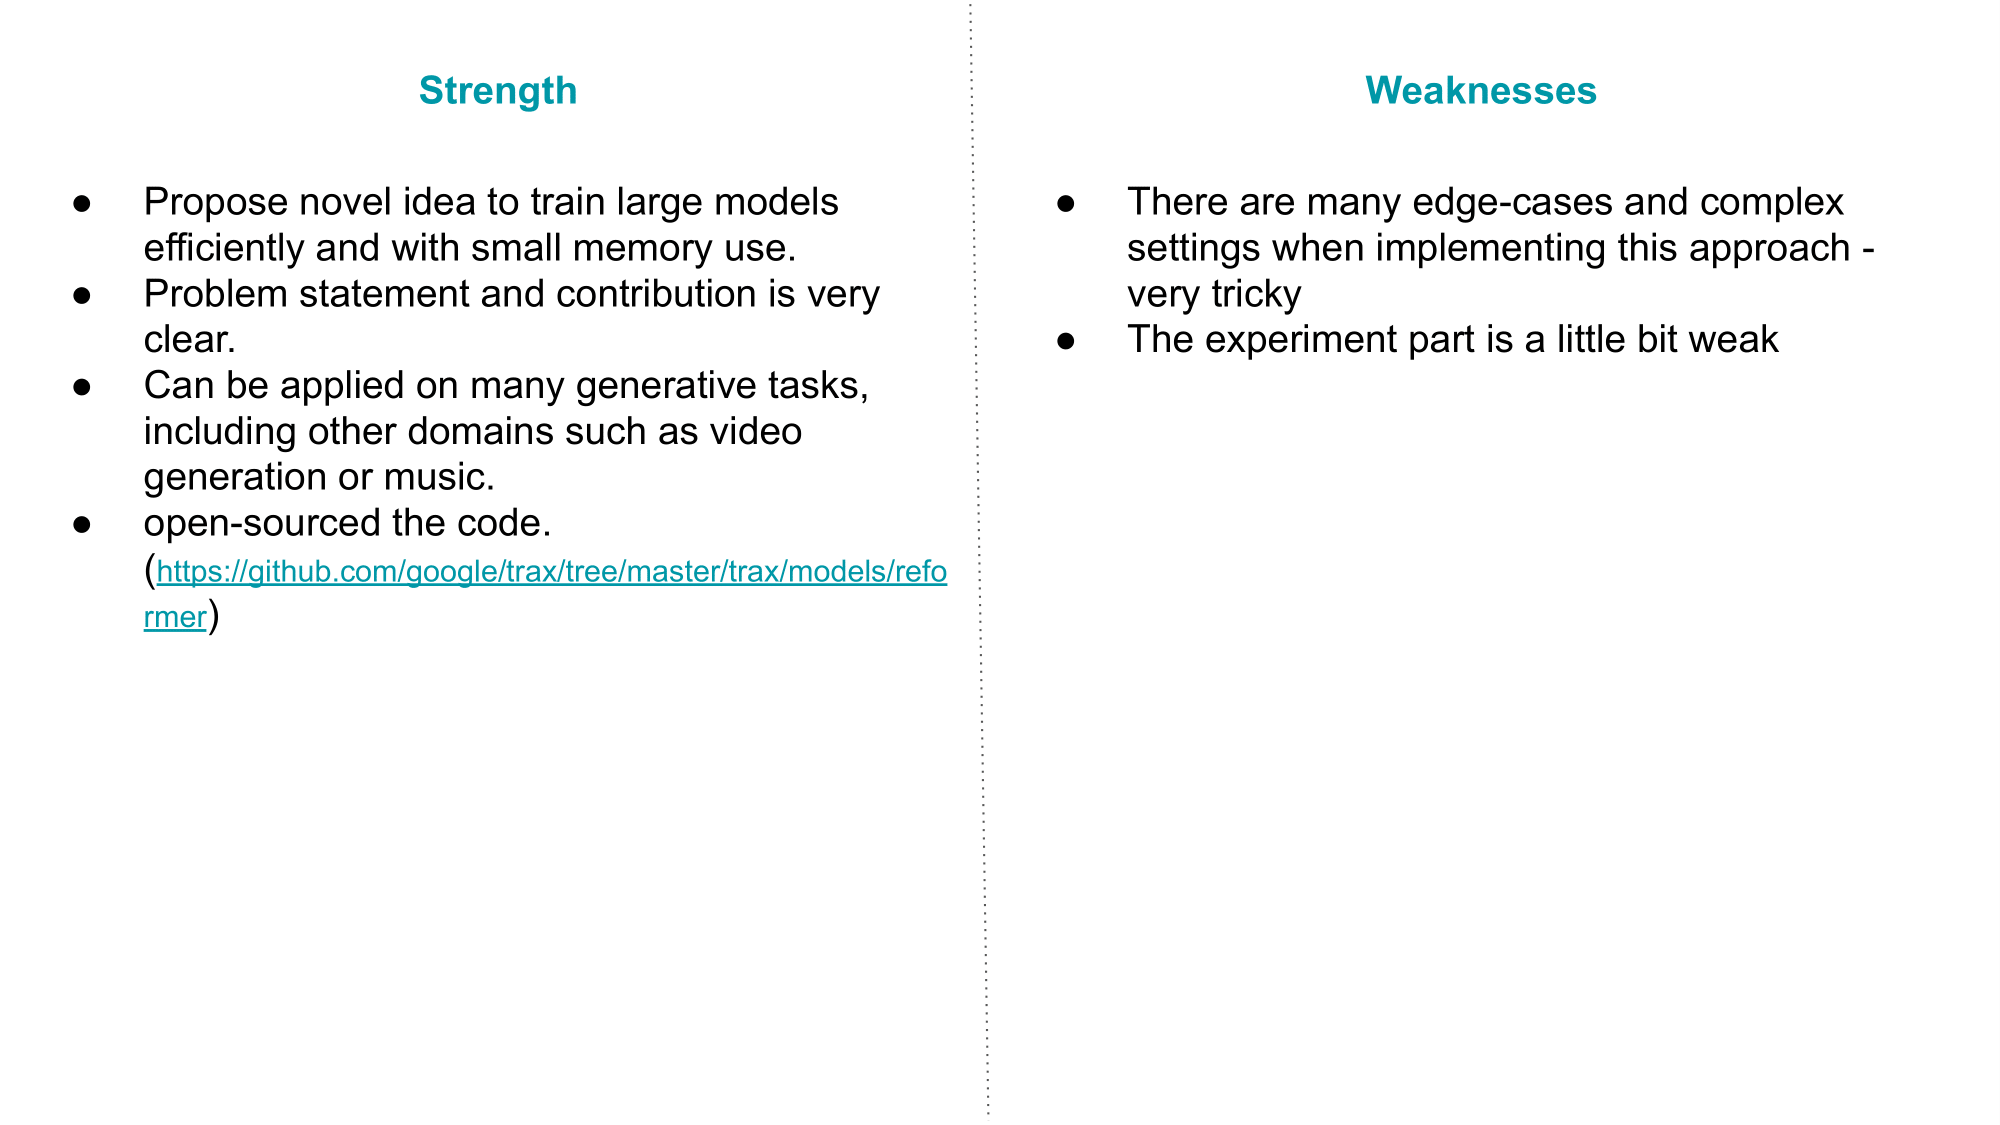 Strength
● Propose novel idea to train large models
efficiently and with small memory use.
● Problem statement and contribution is very
clear.
● Can be applied on many generative tasks,
including other domains such as video
generation or music.
● open-sourced the code.
(https://github.com/google/trax/tree/master/trax/models/refo
rmer)
Weaknesses
● There are many edge-cases and complex
settings when implementing this approach -
very tricky
● The experiment part is a little bit weak